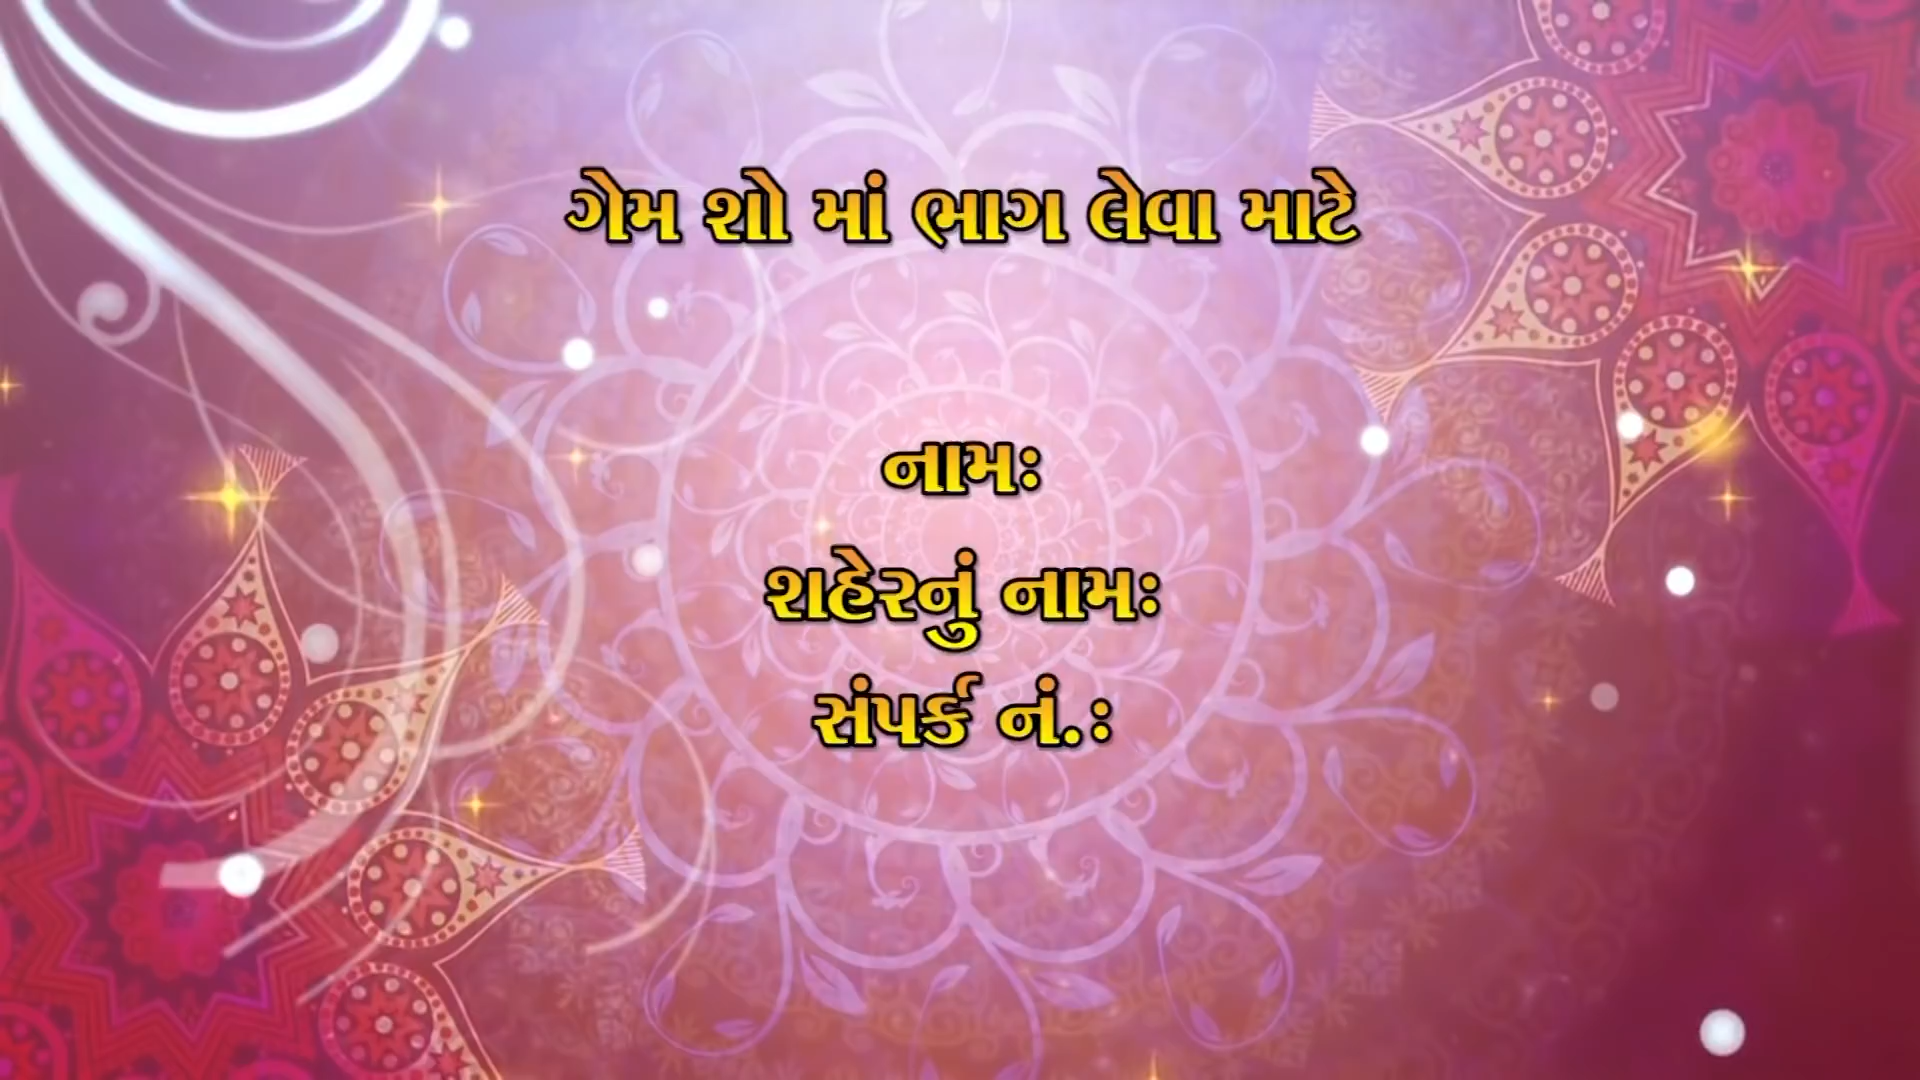 ગેમ શો માં ભાગ લેવા માટે
નામઃ
શહેરનું નામઃ
સંપર્ક નં.ઃ